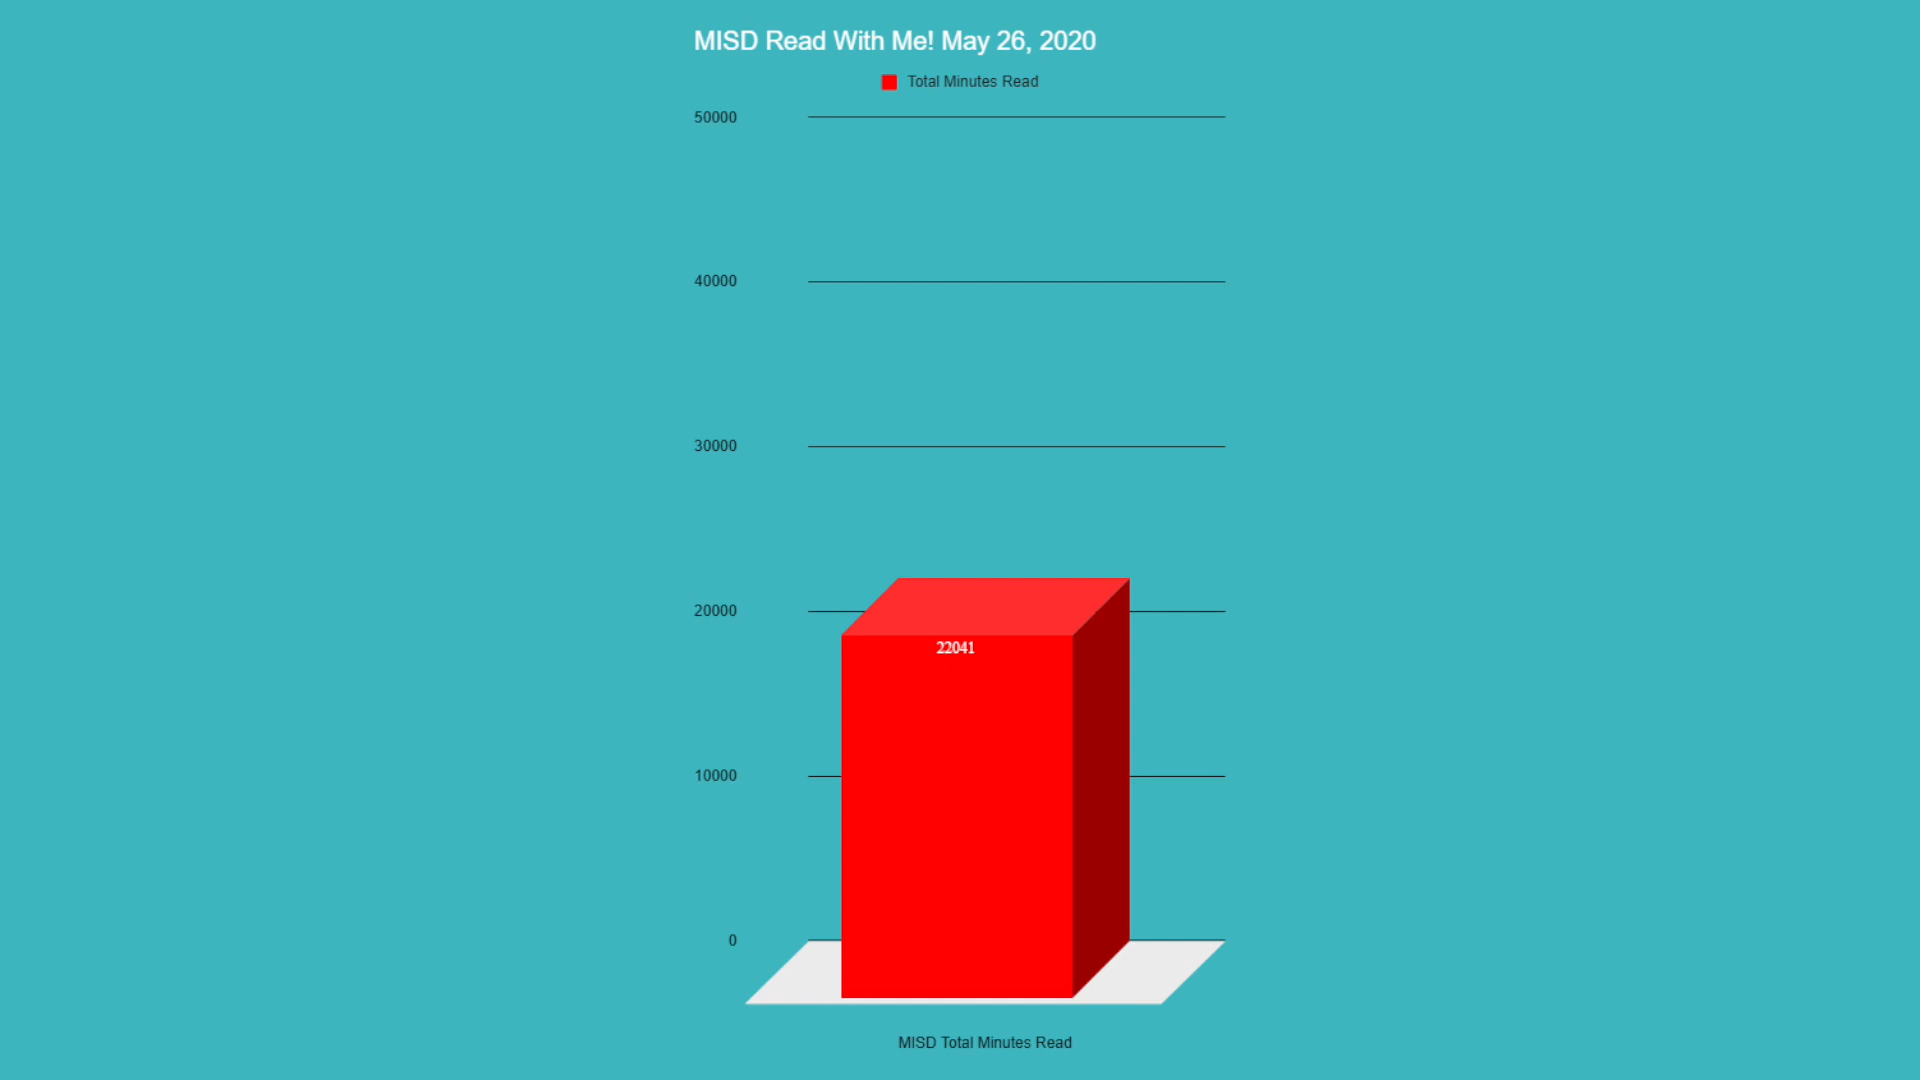 MISD Read With Me! May 26, 2020
Total Minutes Read
50000
40000
30000
20000
22041
10000
0
MISD Total Minutes Read